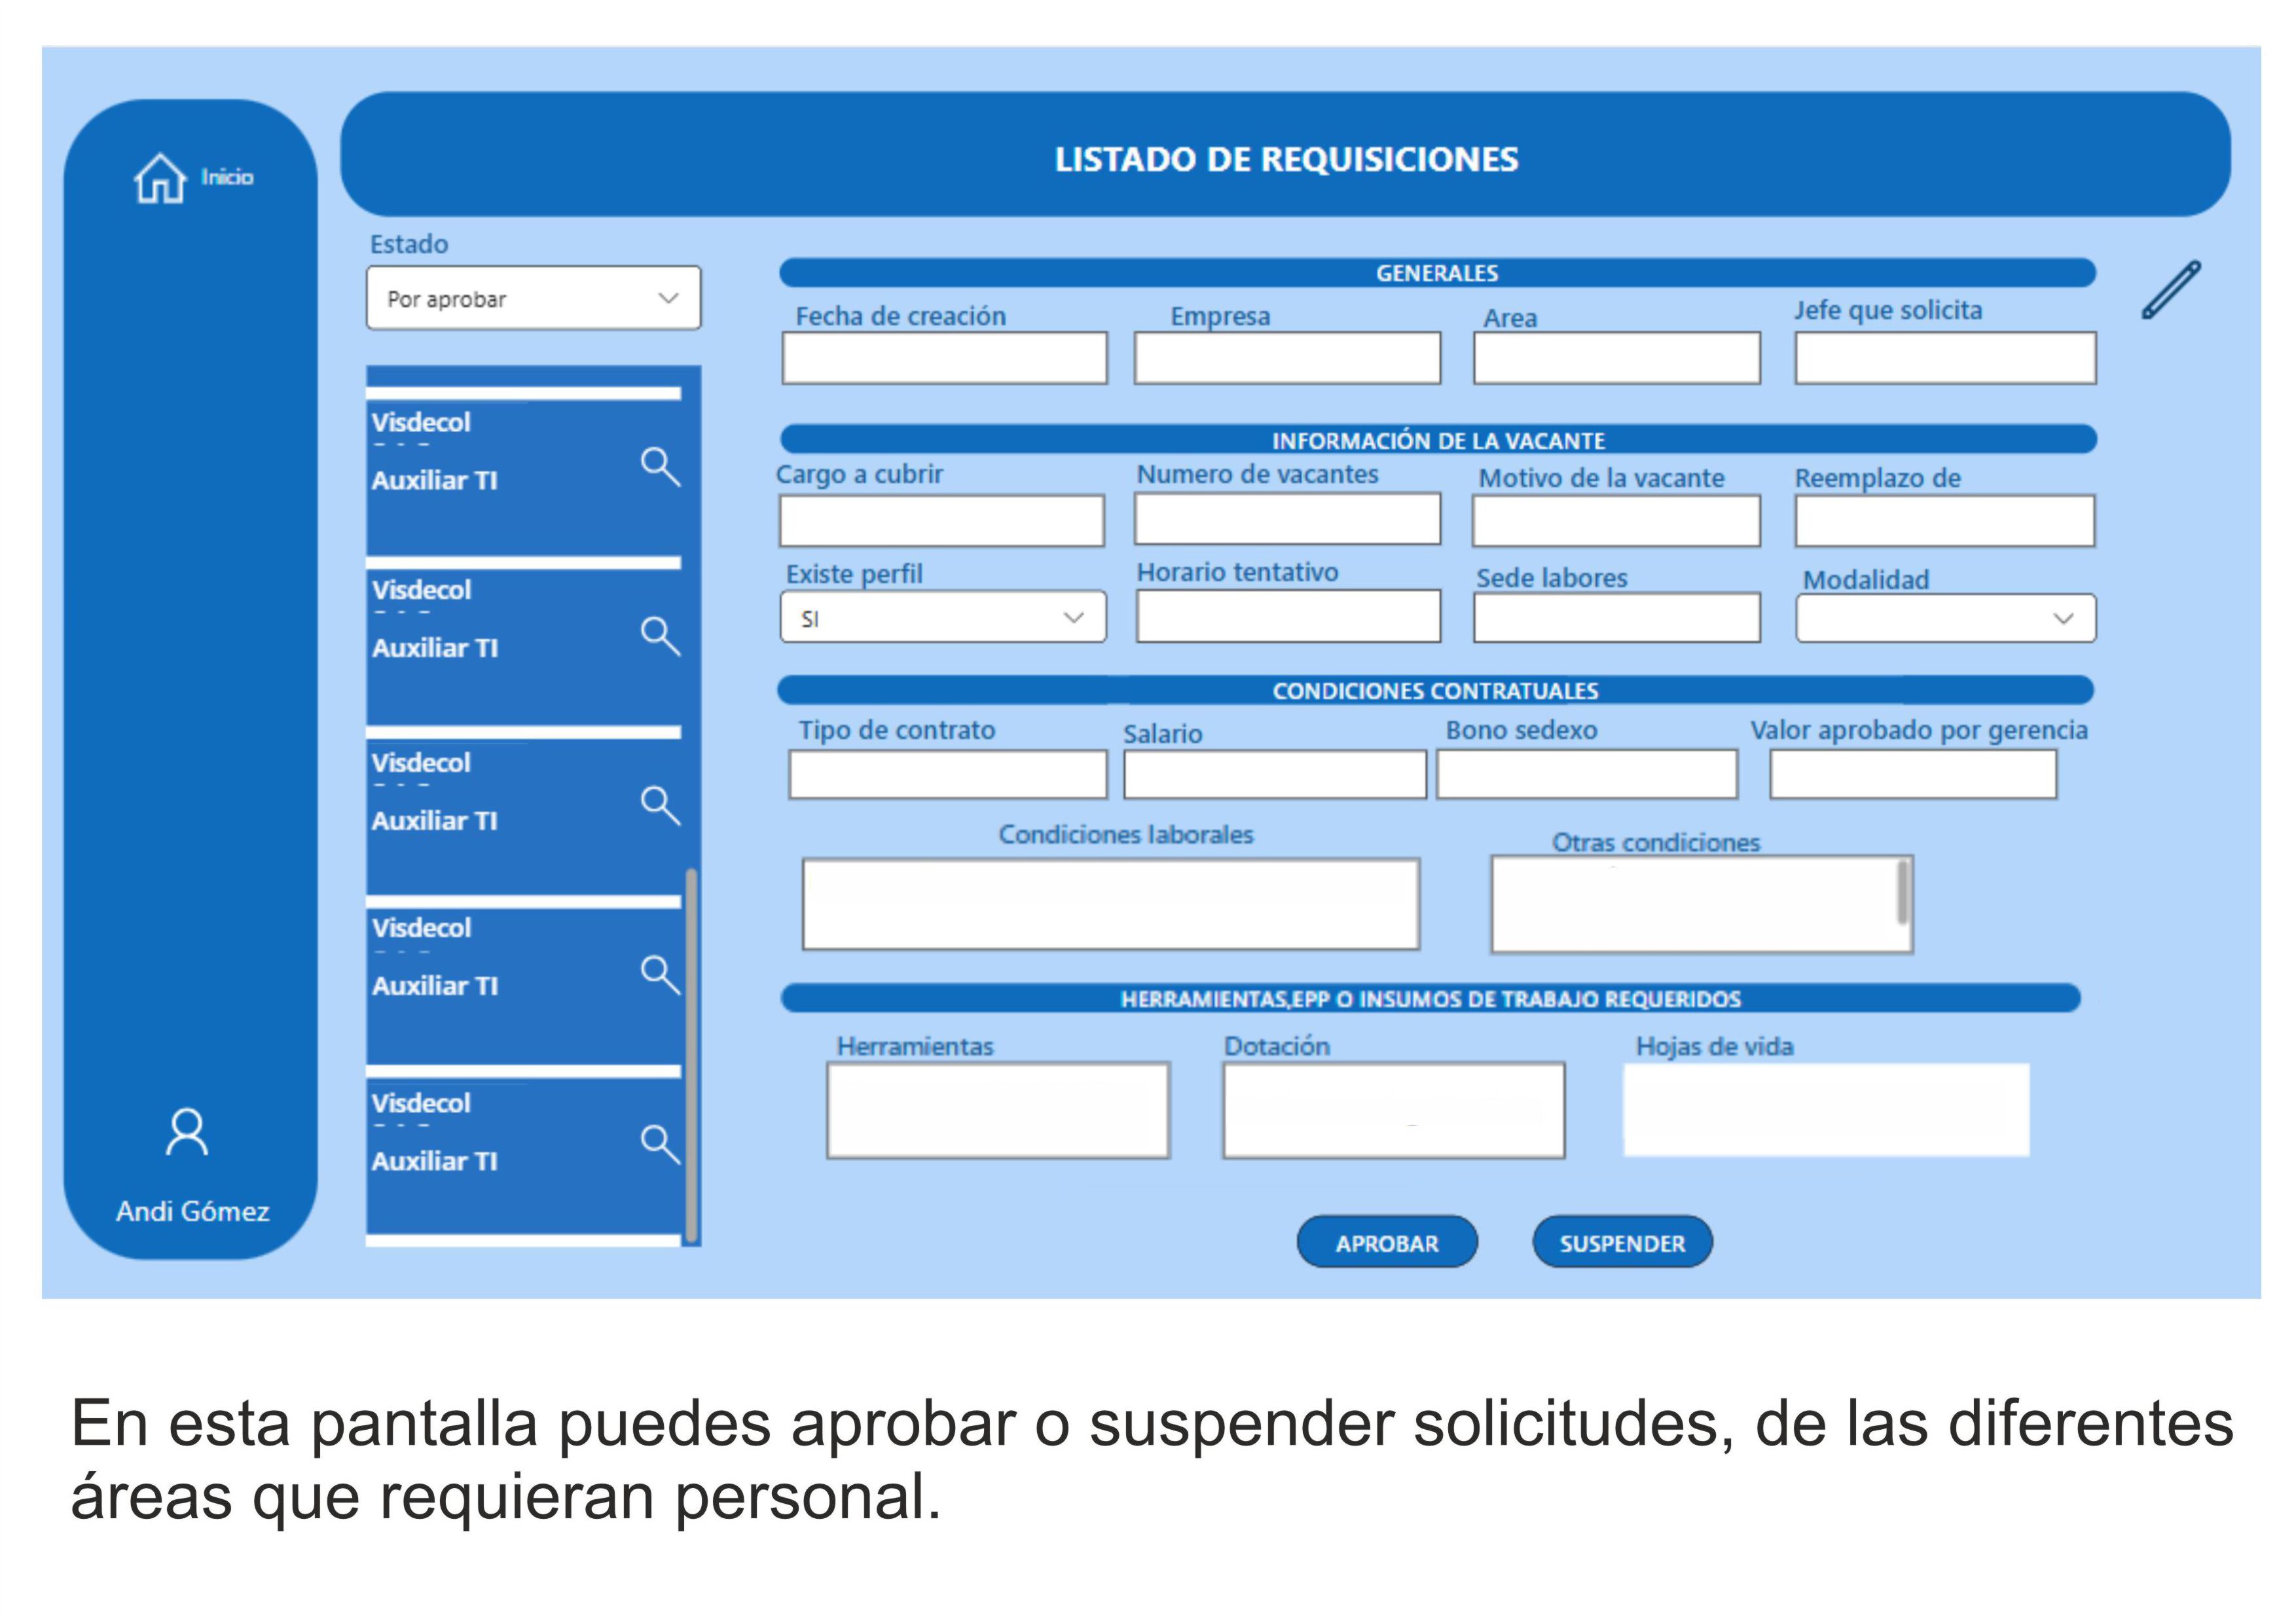 LISTADO DE REQUISICIONES
Inicio
Estado
Por aprobar
Visdecol
Auxiliar TI
Visdecol
Auxiliar TI
Visdecol
Auxiliar TI
Visdecol
Auxiliar TI
Visdecol
Auxiliar TI
Andi Gómez
GENERALES
Fecha de creación Empresa Area Jefe que solicita
INFORMACIÓN DE LA VACANTE
Cargo a cubrir Numero de vacantes Motivo de la vacante Reemplazo de
Existe perfil Horario tentativo Sede labores Modalidad
SI
CONDICIONES CONTRATUALES
Tipo de contrato Salario Bono sedexo Valor aprobado por gerencia
Condiciones laborales Otras condiciones
HERRAMIENTAS,EPP O INSUMOS DE TRABAJO REQUERIDOS
Herramientas Dotación Hojas de vida
APROBAR SUSPENDER
En esta pantalla puedes aprobar o suspender solicitudes, de las diferentes
áreas que requieran personal.